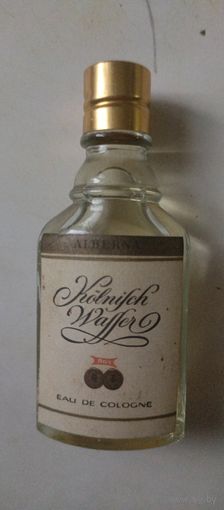 ALBERNA
Kölnisch
Waſſer
EAU DE COLOGNE